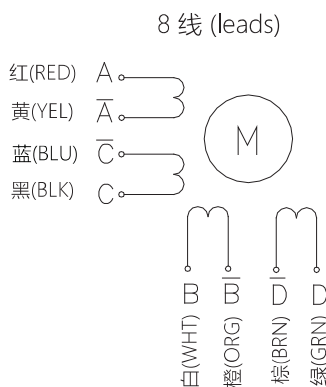 8 线 (leads)
红(RED) A
黄(YEL) A̅
蓝(BLU) C̅
黑(BLK) C
M
B B̅ D̅ D
白(WHT)
橙(ORG)
棕(BRN)
绿(GRN)